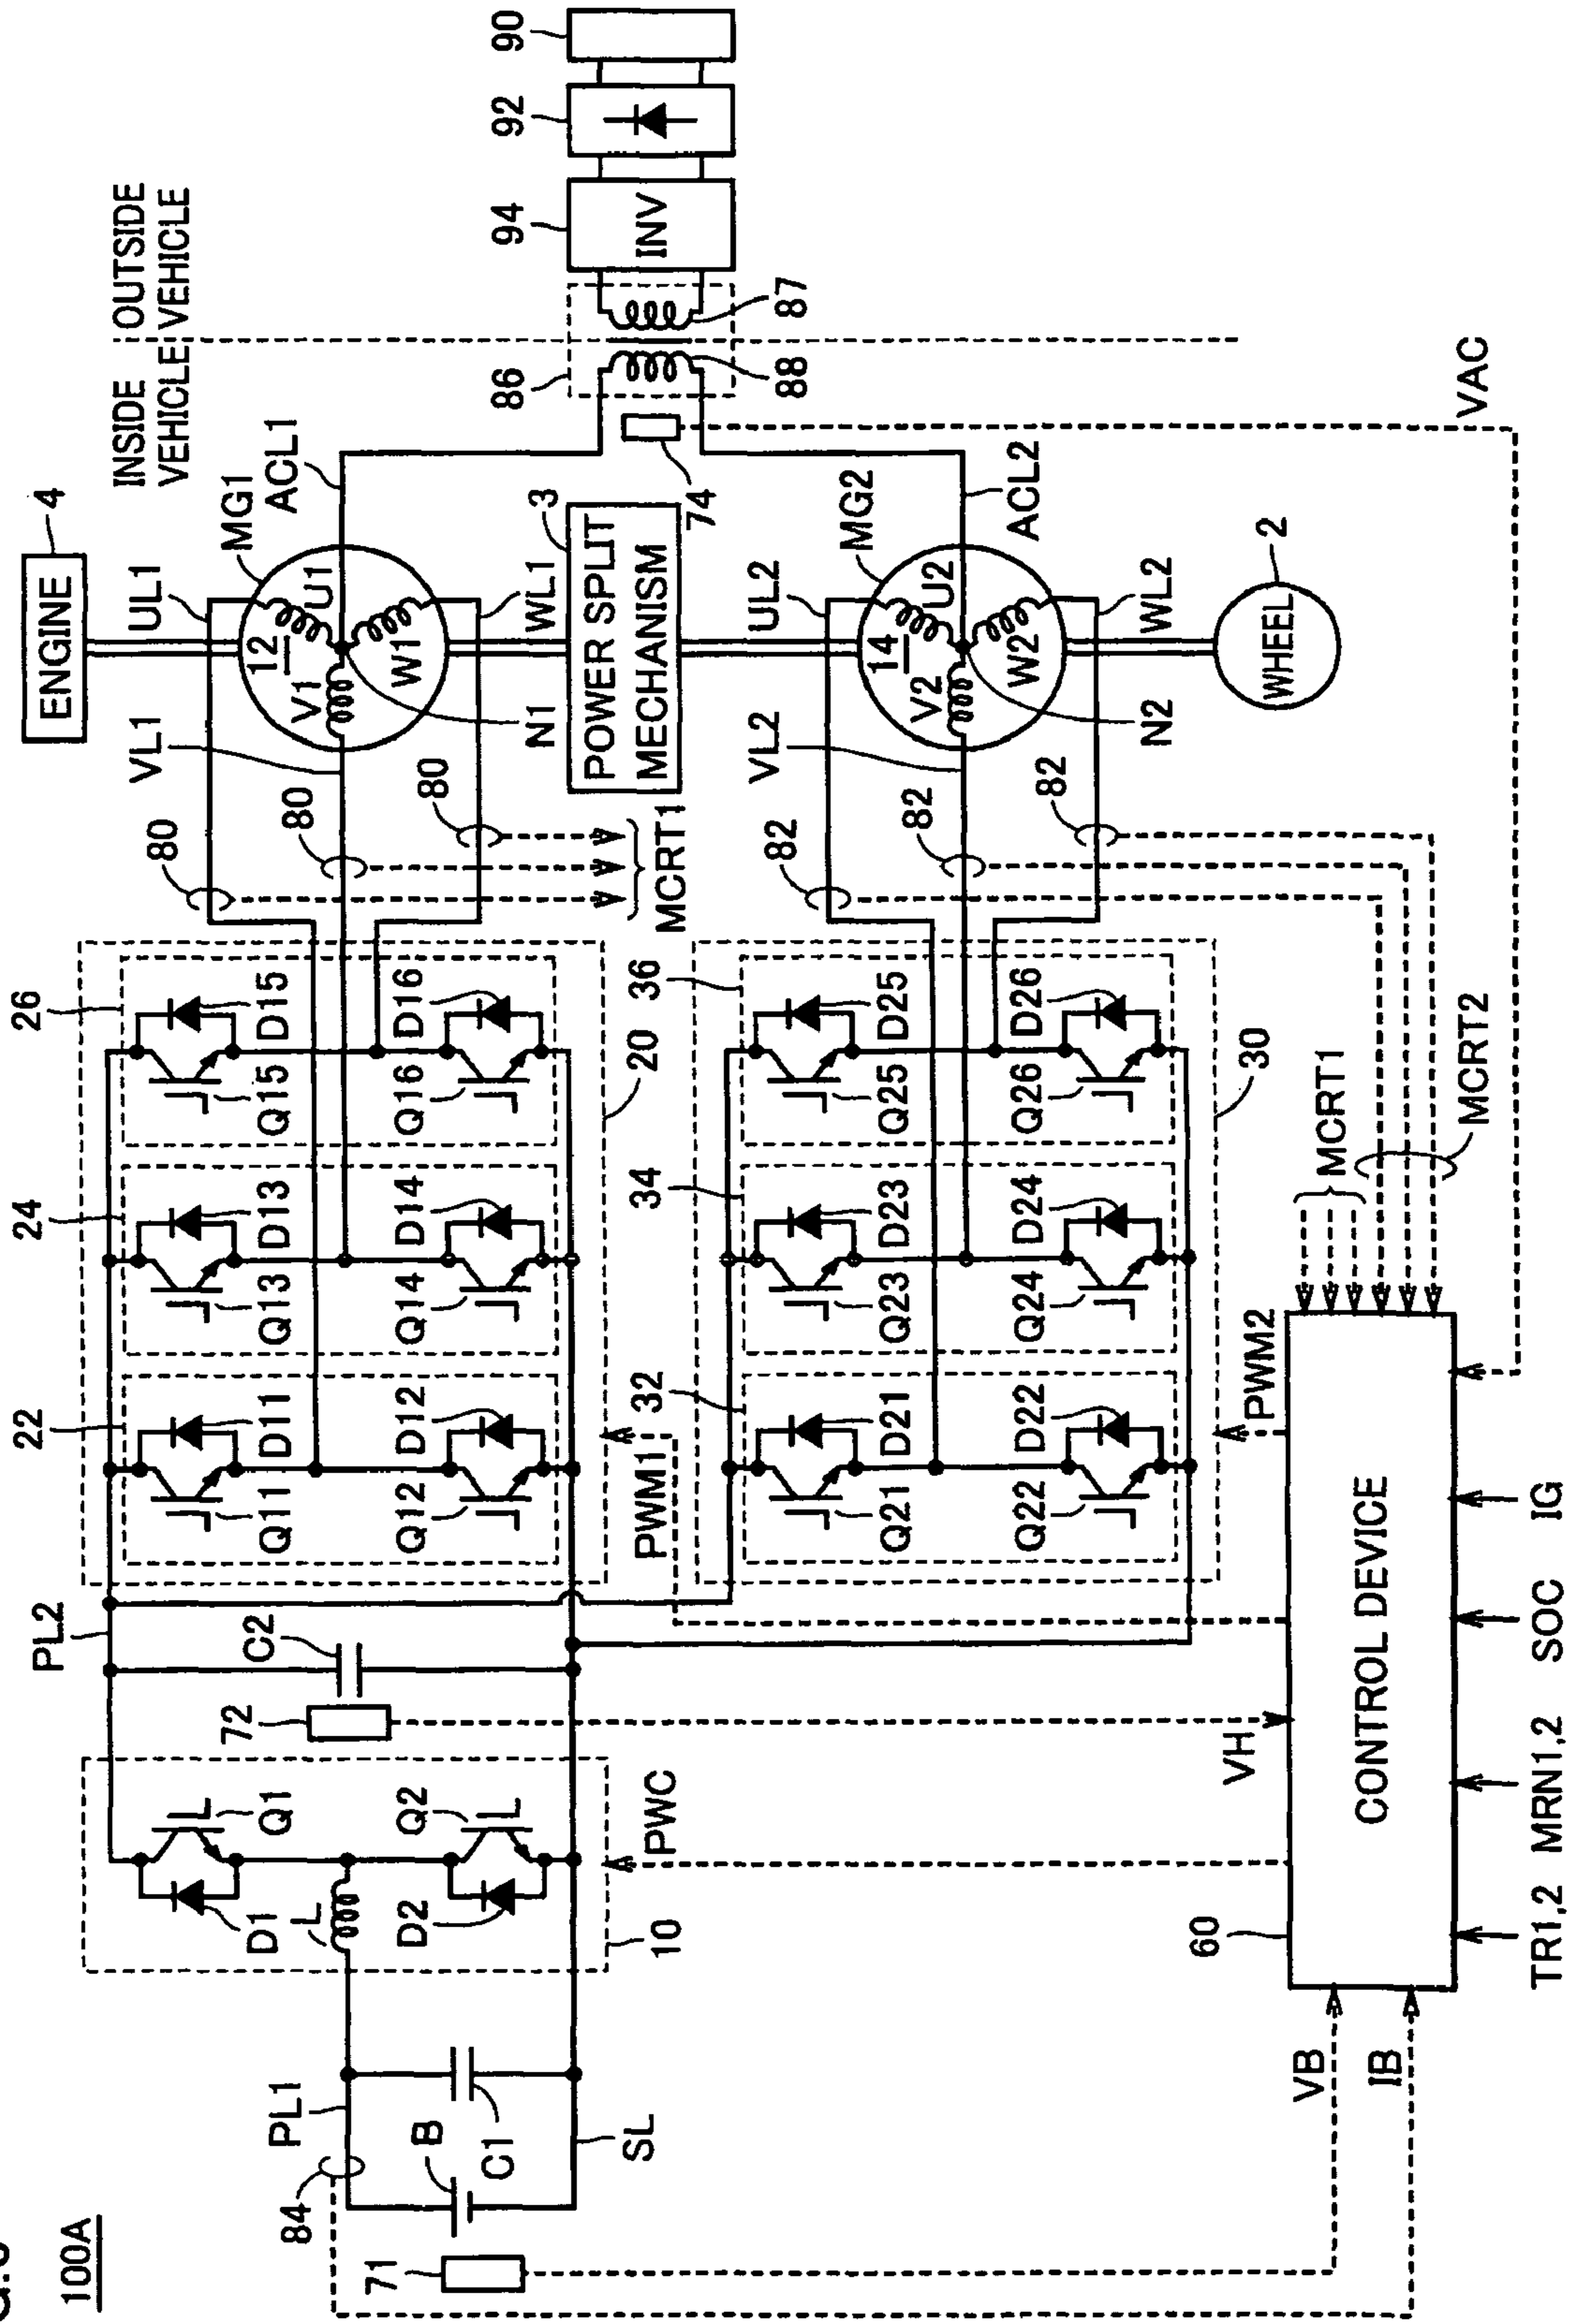 100A
ENGINE
4
INSIDE
VEHICLE
OUTSIDE
VEHICLE
UL1
VL1
MG1
ACL1
12
U1
V1
W1
N1
WL1
80
80
80
MCRT1
3
POWER SPLIT
MECHANISM
74
86
88
87
94
INV
92
90
UL2
VL2
MG2
ACL2
14
U2
V2
W2
N2
WL2
82
82
82
WHEEL
2
VAC
22
24
26
20
Q11
D11
Q12
D12
Q13
D13
Q14
D14
Q15
D15
Q16
D16
32
34
36
30
Q21
D21
Q22
D22
Q23
D23
Q24
D24
Q25
D25
Q26
D26
PL2
C2
72
Q1
D1
L
Q2
D2
10
PWC
PWM1
PWM2
VH
PL1
84
B
C1
SL
71
VB
IB
60
CONTROL DEVICE
MCRT1
MCRT2
TR1,2
MRN1,2
SOC
IG